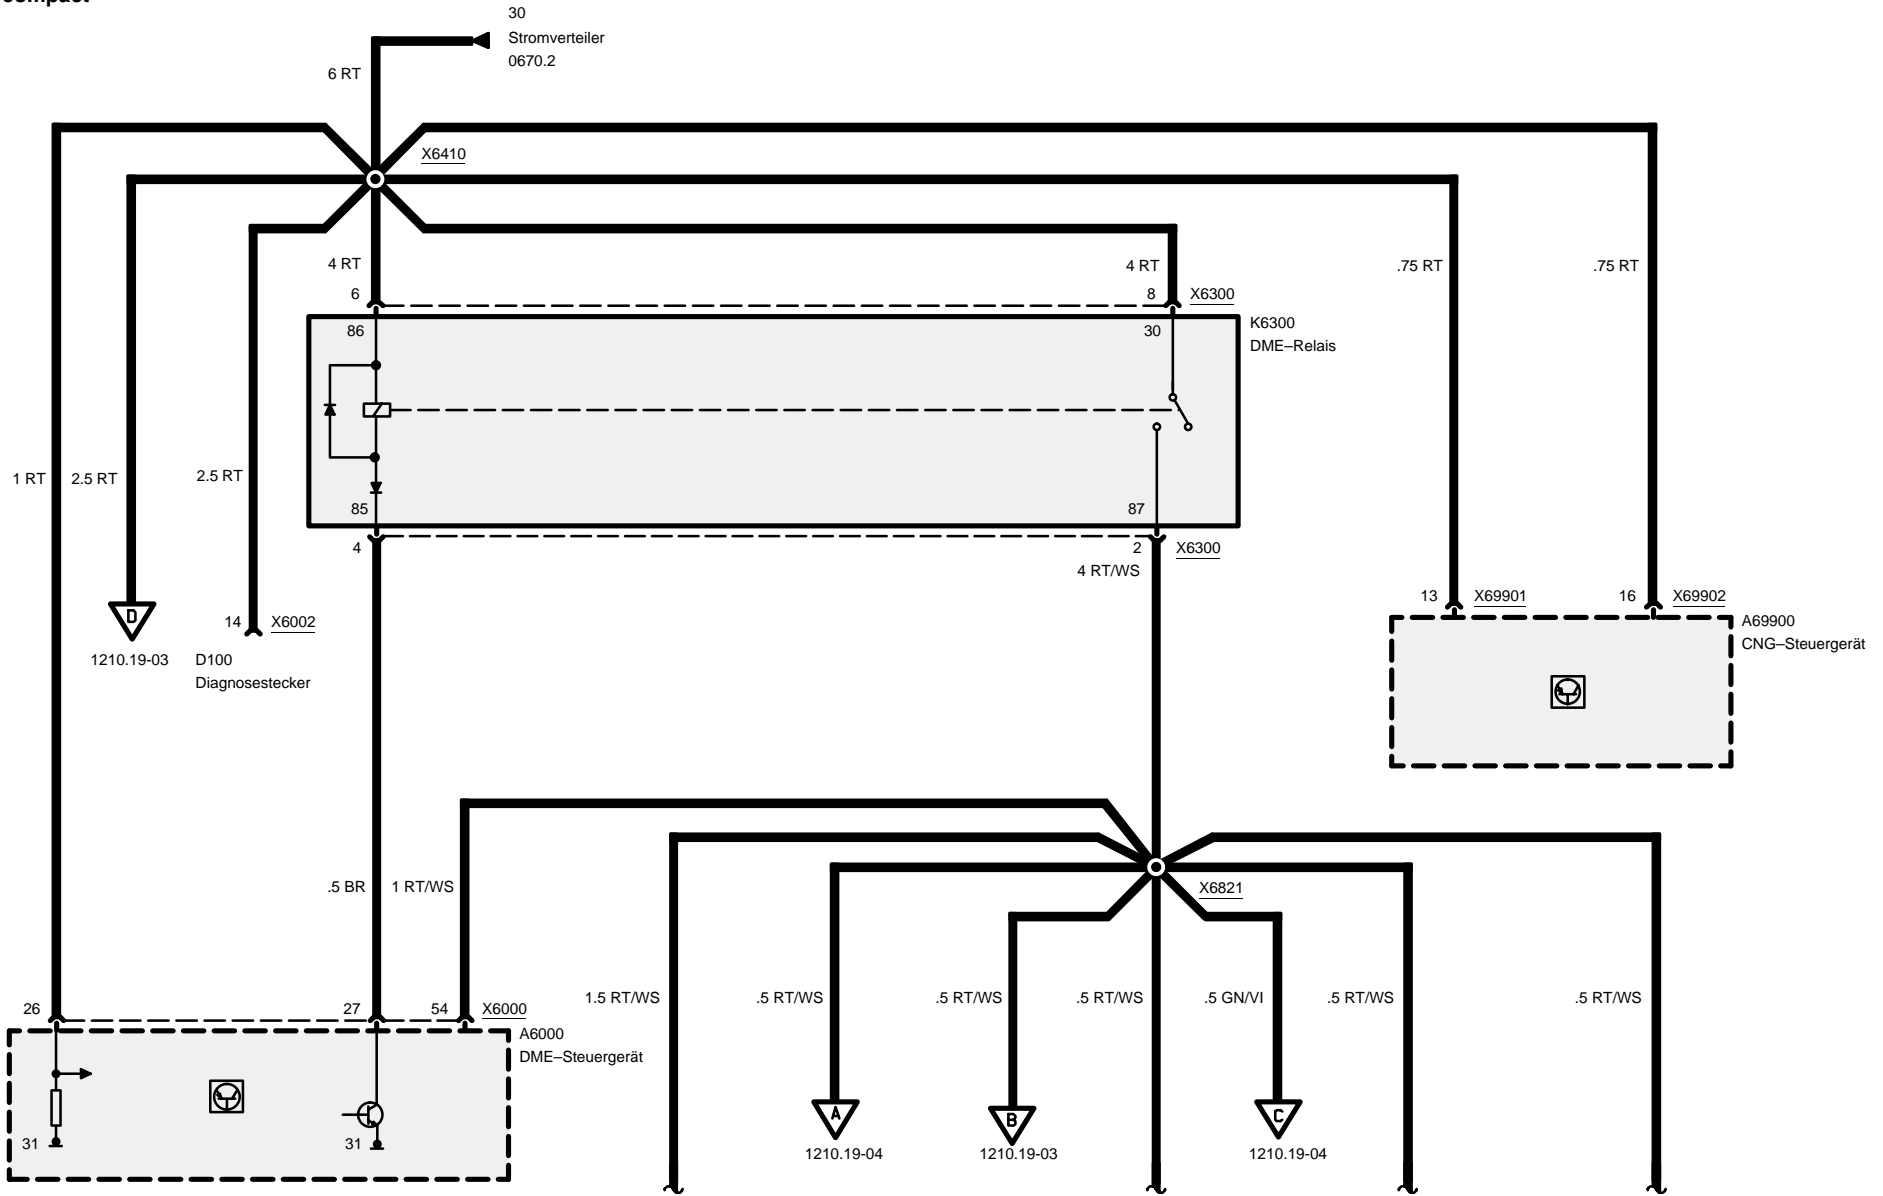 compact
30
Stromverteiler
0670.2
6 RT
X6410
4 RT
4 RT
.75 RT
.75 RT
6
8
X6300
K6300
DME–Relais
86
30
1 RT
2.5 RT
2.5 RT
85
87
4
2
X6300
4 RT/WS
D
1210.19-03
14
X6002
D100
Diagnosestecker
13
X69901
16
X69902
A69900
CNG–Steuergerät
.5 BR
1 RT/WS
X6821
26
27
54
X6000
A6000
DME–Steuergerät
31
31
1.5 RT/WS
.5 RT/WS
.5 RT/WS
.5 RT/WS
.5 GN/VI
.5 RT/WS
.5 RT/WS
A
1210.19-04
B
1210.19-03
C
1210.19-04